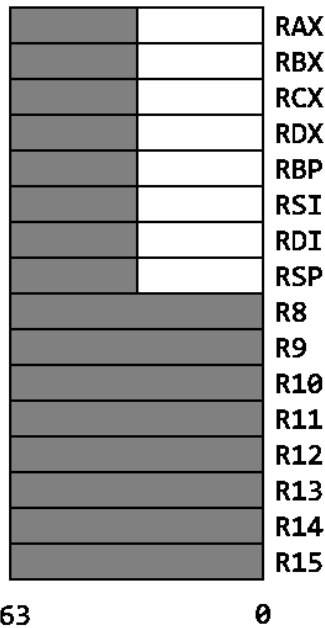 RAX
RBX
RCX
RDX
RBP
RSI
RDI
RSP
R8
R9
R10
R11
R12
R13
R14
R15
63 0